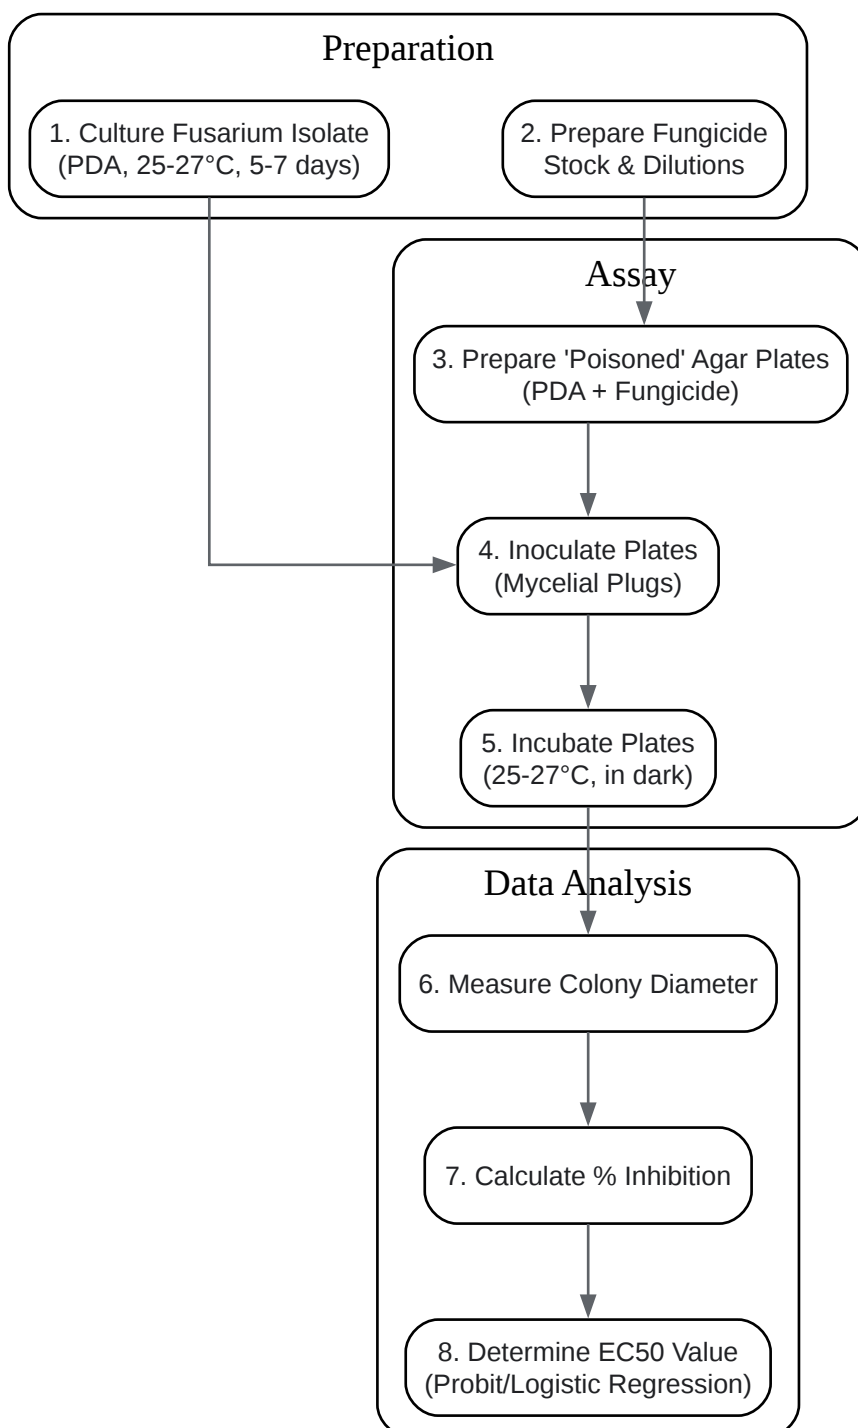 Preparation
1. Culture Fusarium Isolate
(PDA, 25-27°C, 5-7 days)
2. Prepare Fungicide
Stock & Dilutions
Assay
3. Prepare 'Poisoned' Agar Plates
(PDA + Fungicide)
4. Inoculate Plates
(Mycelial Plugs)
5. Incubate Plates
(25-27°C, in dark)
Data Analysis
6. Measure Colony Diameter
7. Calculate % Inhibition
8. Determine EC50 Value
(Probit/Logistic Regression)